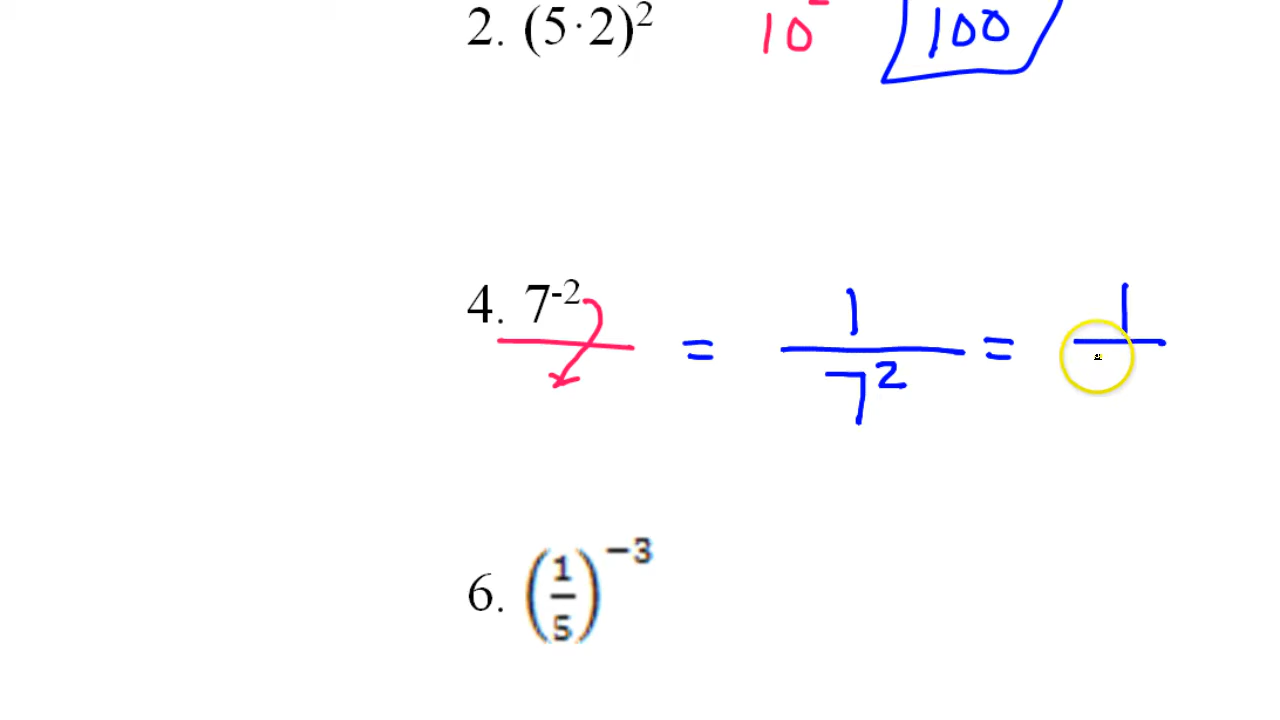 2. (5·2)² 10² 100
4. 7⁻² = 1/7² = 1/
6. (1/5)⁻³